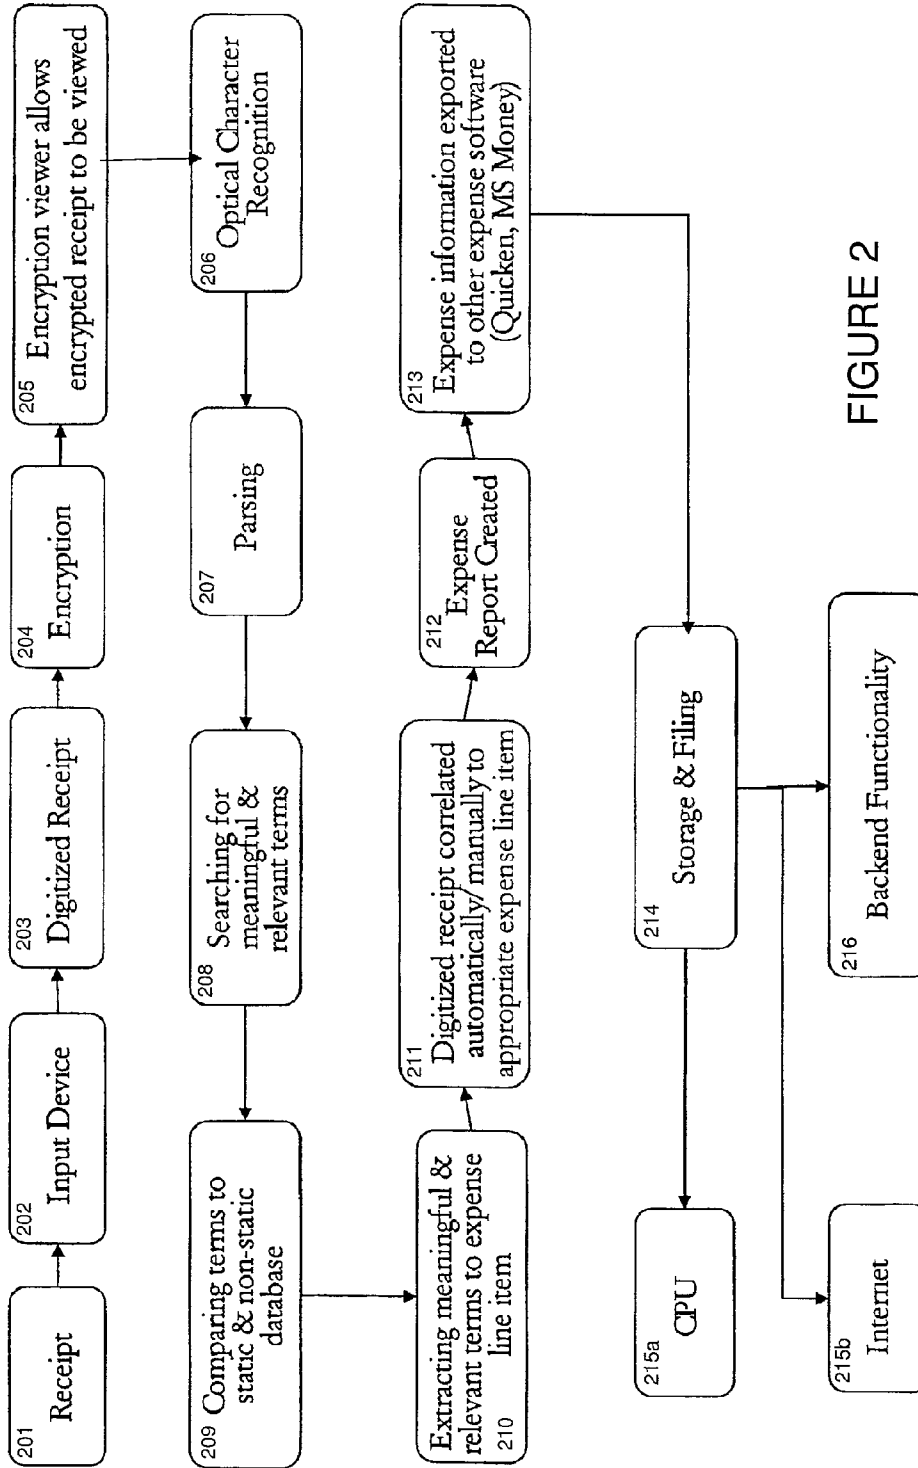 201
Receipt
202
Input Device
203
Digitized Receipt
204
Encryption
205
Encryption viewer allows
encrypted receipt to be viewed
206
Optical Character
Recognition
207
Parsing
208
Searching for
meaningful &
relevant terms
209
Comparing terms to
static & non-static
database
Extracting meaningful &
relevant terms to expense
line item
210
211
Digitized receipt correlated
automatically/manually to
appropriate expense line item
212
Expense
Report Created
213
Expense information exported
to other expense software
(Quicken, MS Money)
214
Storage & Filing
215a
CPU
215b
Internet
216
Backend Functionality
FIGURE 2